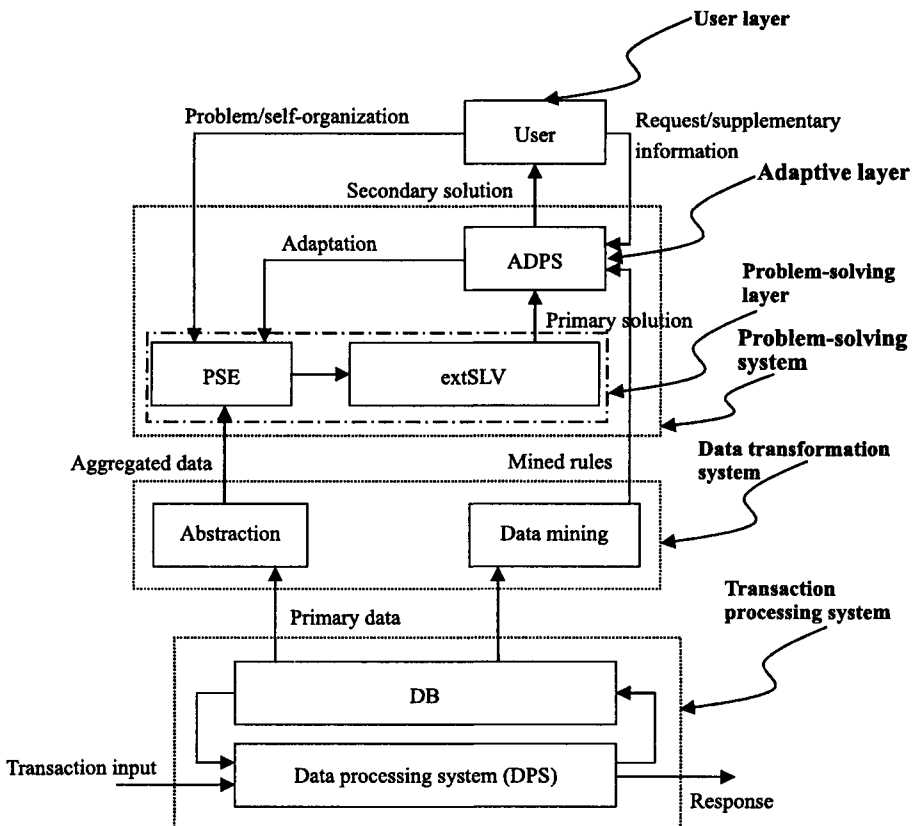 User layer
Problem/self-organization
User
Request/supplementary
information
Secondary solution
Adaptive layer
Adaptation
ADPS
Problem-solving
layer
Primary solution
Problem-solving
system
PSE
extSLV
Aggregated data
Mined rules
Data transformation
system
Abstraction
Data mining
Transaction
processing system
Primary data
DB
Transaction input
Data processing system (DPS)
Response